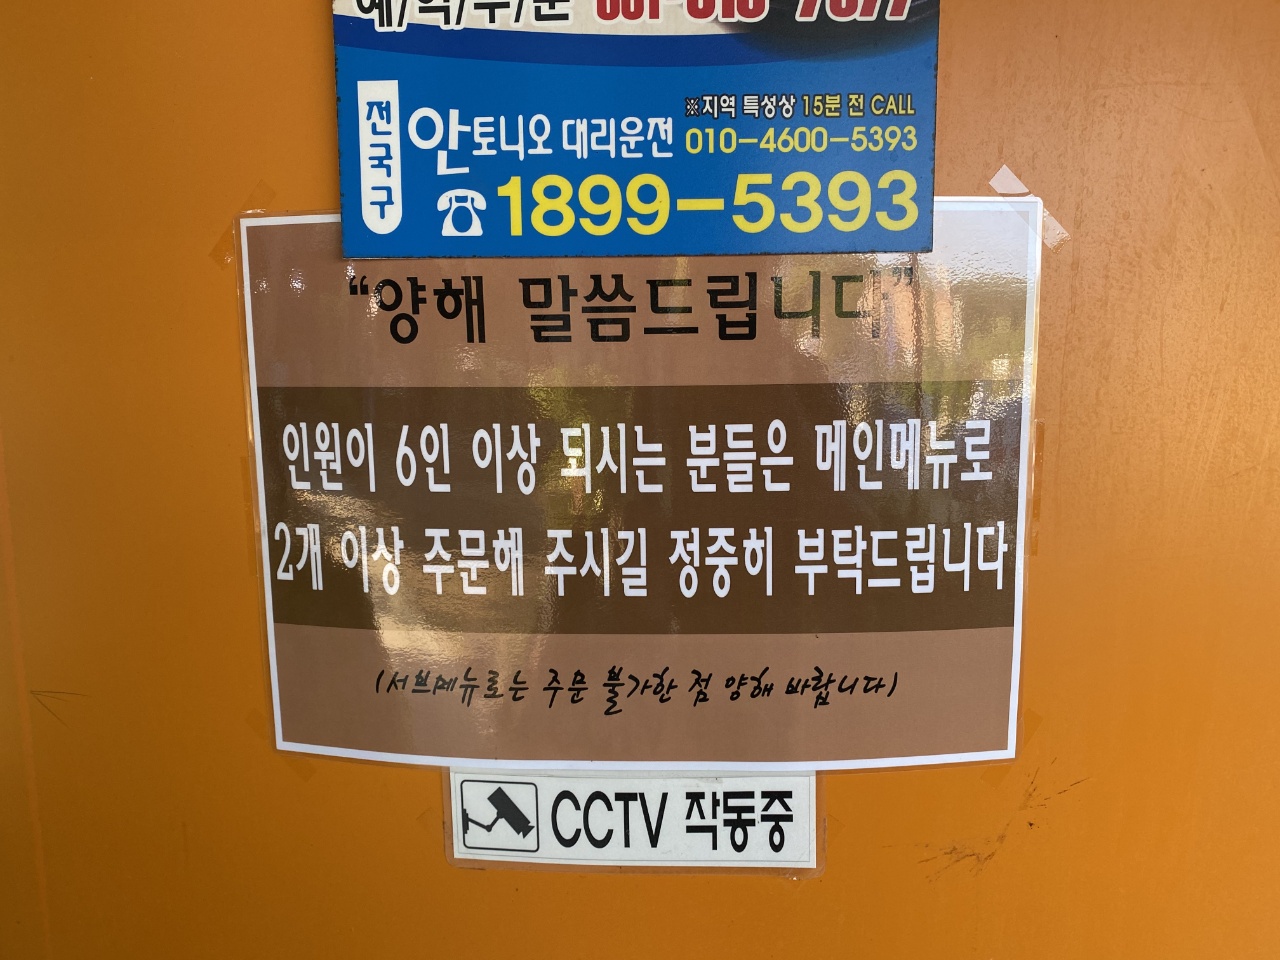 예/약/주/문
전국구
안토니오 대리운전
※지역 특성상 15분 전 CALL
010-4600-5393
1899-5393
"양해 말씀드립니다"
인원이 6인 이상 되시는 분들은 메인메뉴로
2개 이상 주문해 주시길 정중히 부탁드립니다
(서브메뉴로는 주문 불가한 점 양해 바랍니다)
CCTV 작동중